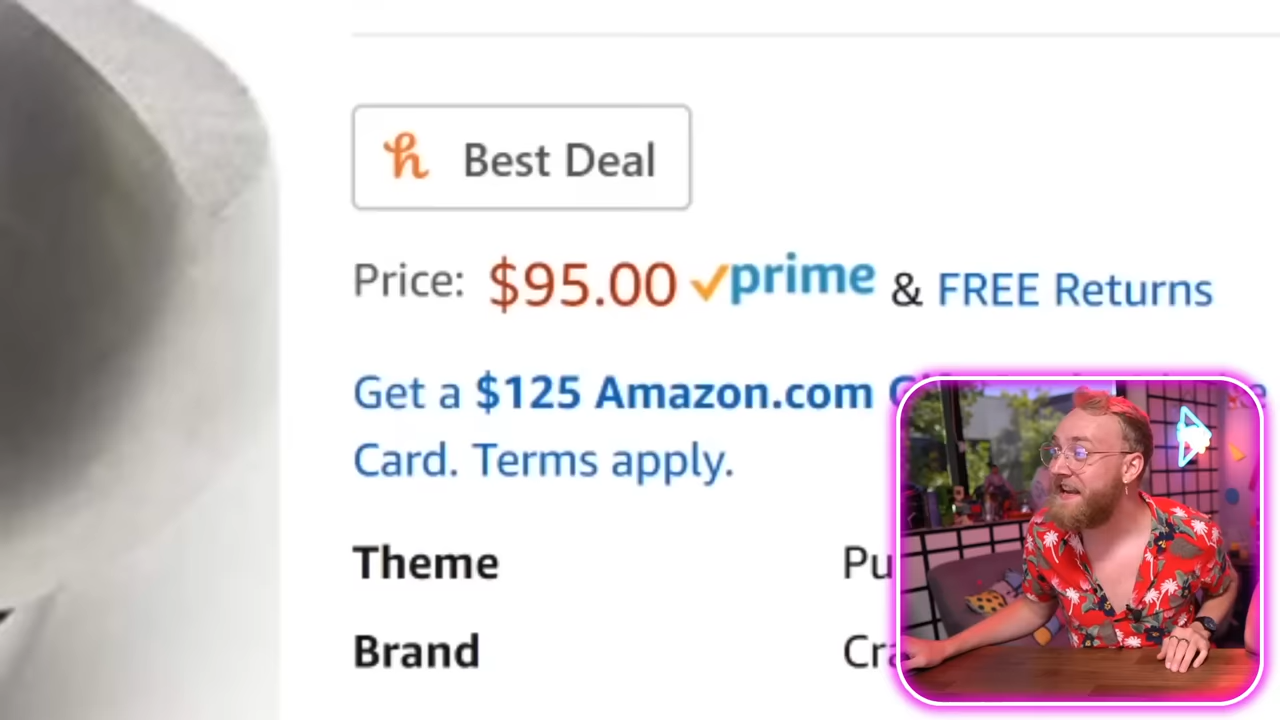 Best Deal
Price: $95.00 prime & FREE Returns
Get a $125 Amazon.com
Card. Terms apply.
Theme
Brand